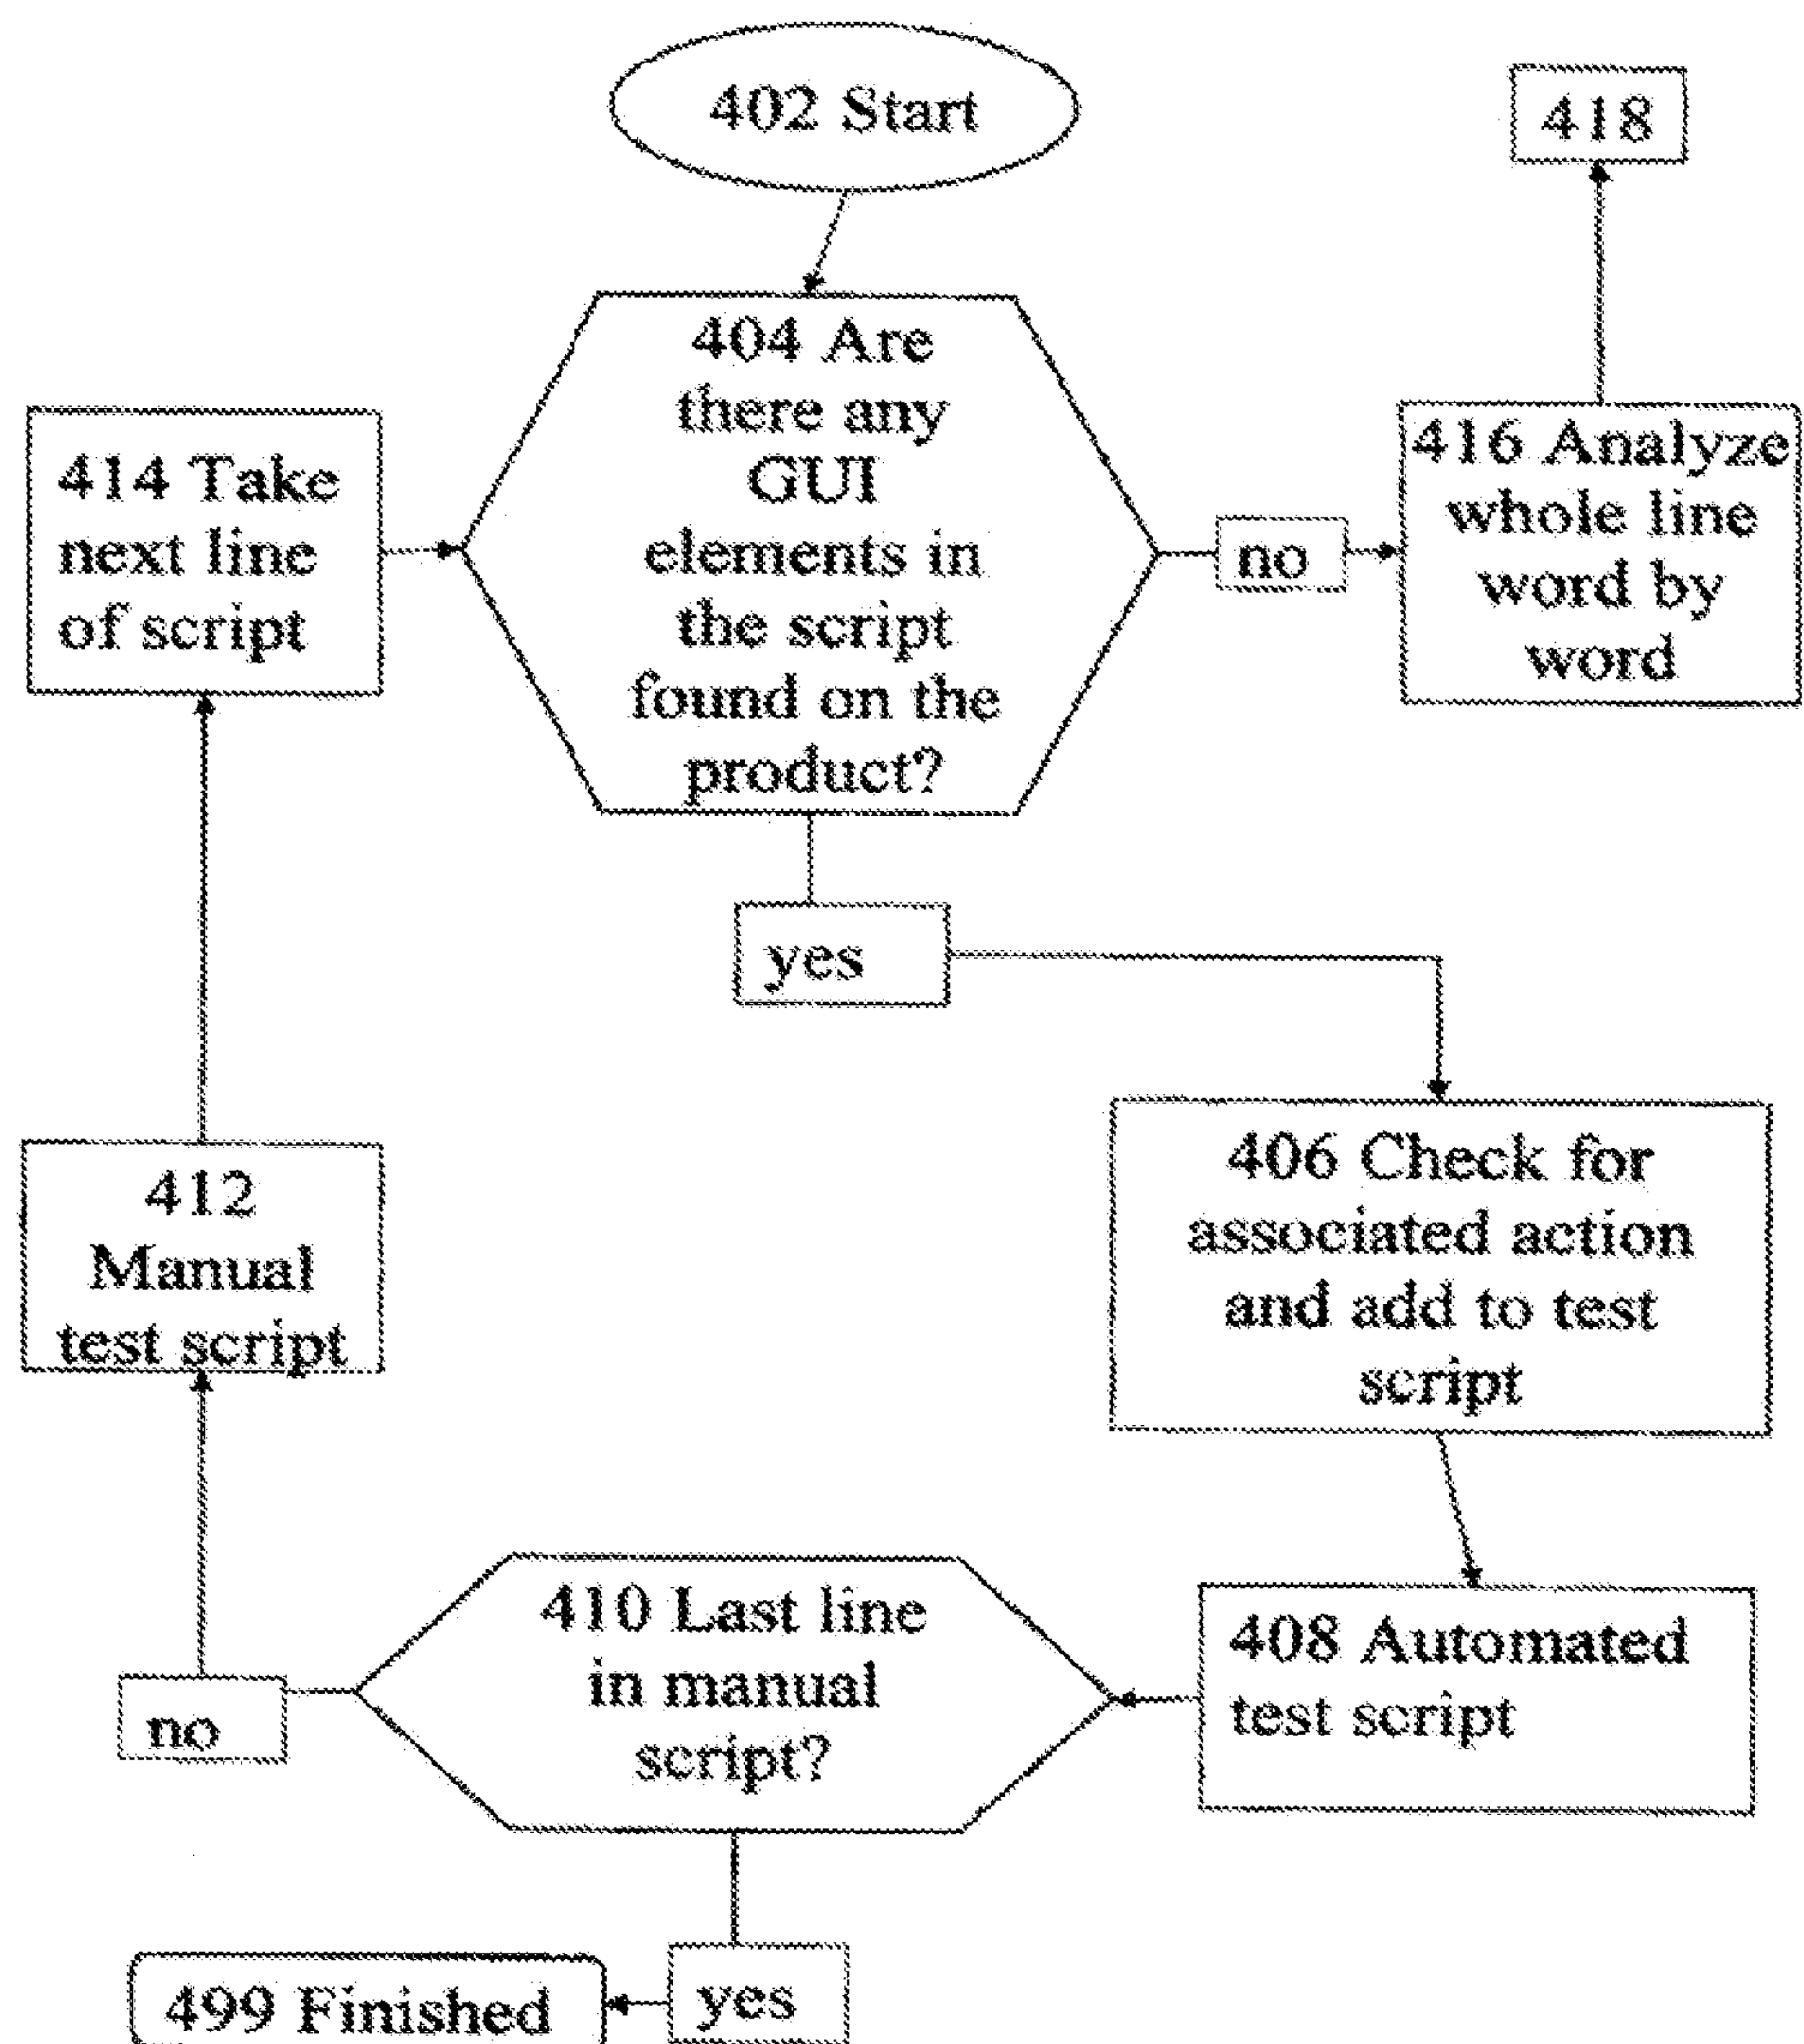 402 Start
418
404 Are
there any
GUI
elements in
the script
found on the
product?
414 Take
next line
of script
no
416 Analyze
whole line
word by
word
yes
406 Check for
associated action
and add to test
script
412
Manual
test script
410 Last line
in manual
script?
408 Automated
test script
no
yes
499 Finished